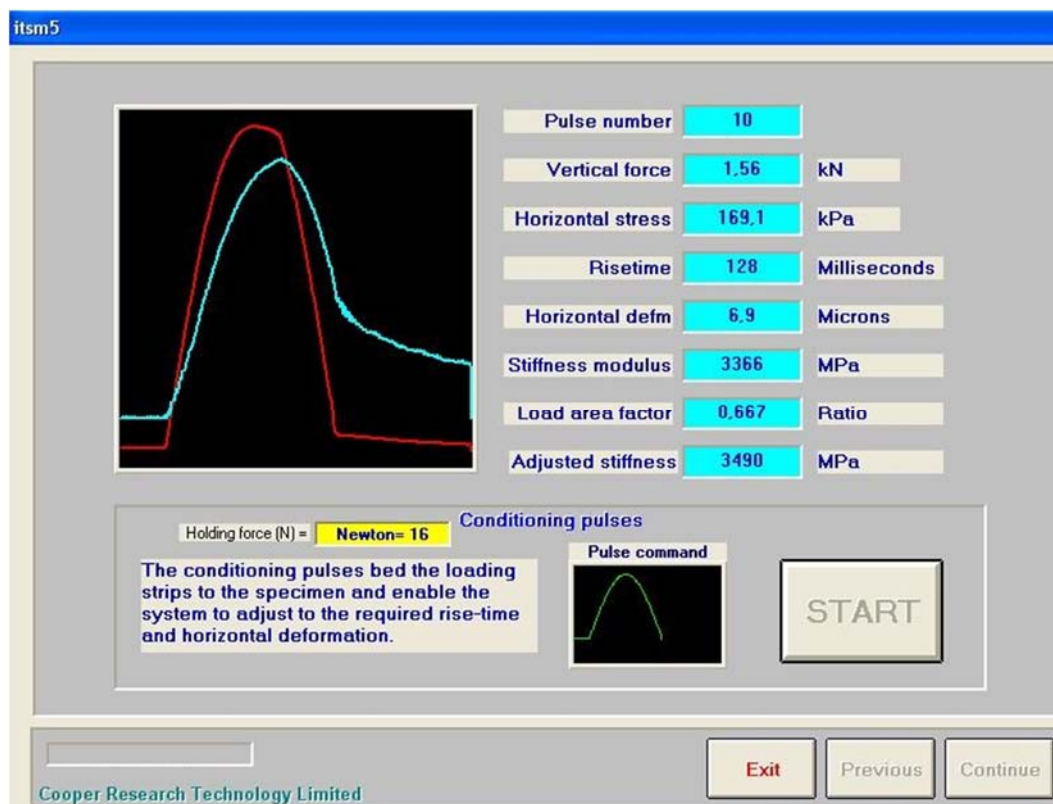 itsm5
Pulse number 10
Vertical force 1,56 kN
Horizontal stress 169,1 kPa
Risetime 128 Milliseconds
Horizontal defm 6,9 Microns
Stiffness modulus 3366 MPa
Load area factor 0,667 Ratio
Adjusted stiffness 3490 MPa
Conditioning pulses
Holding force (N) = Newton= 16
The conditioning pulses bed the loading
strips to the specimen and enable the
system to adjust to the required rise-time
and horizontal deformation.
Pulse command
START
Exit Previous Continue
Cooper Research Technology Limited